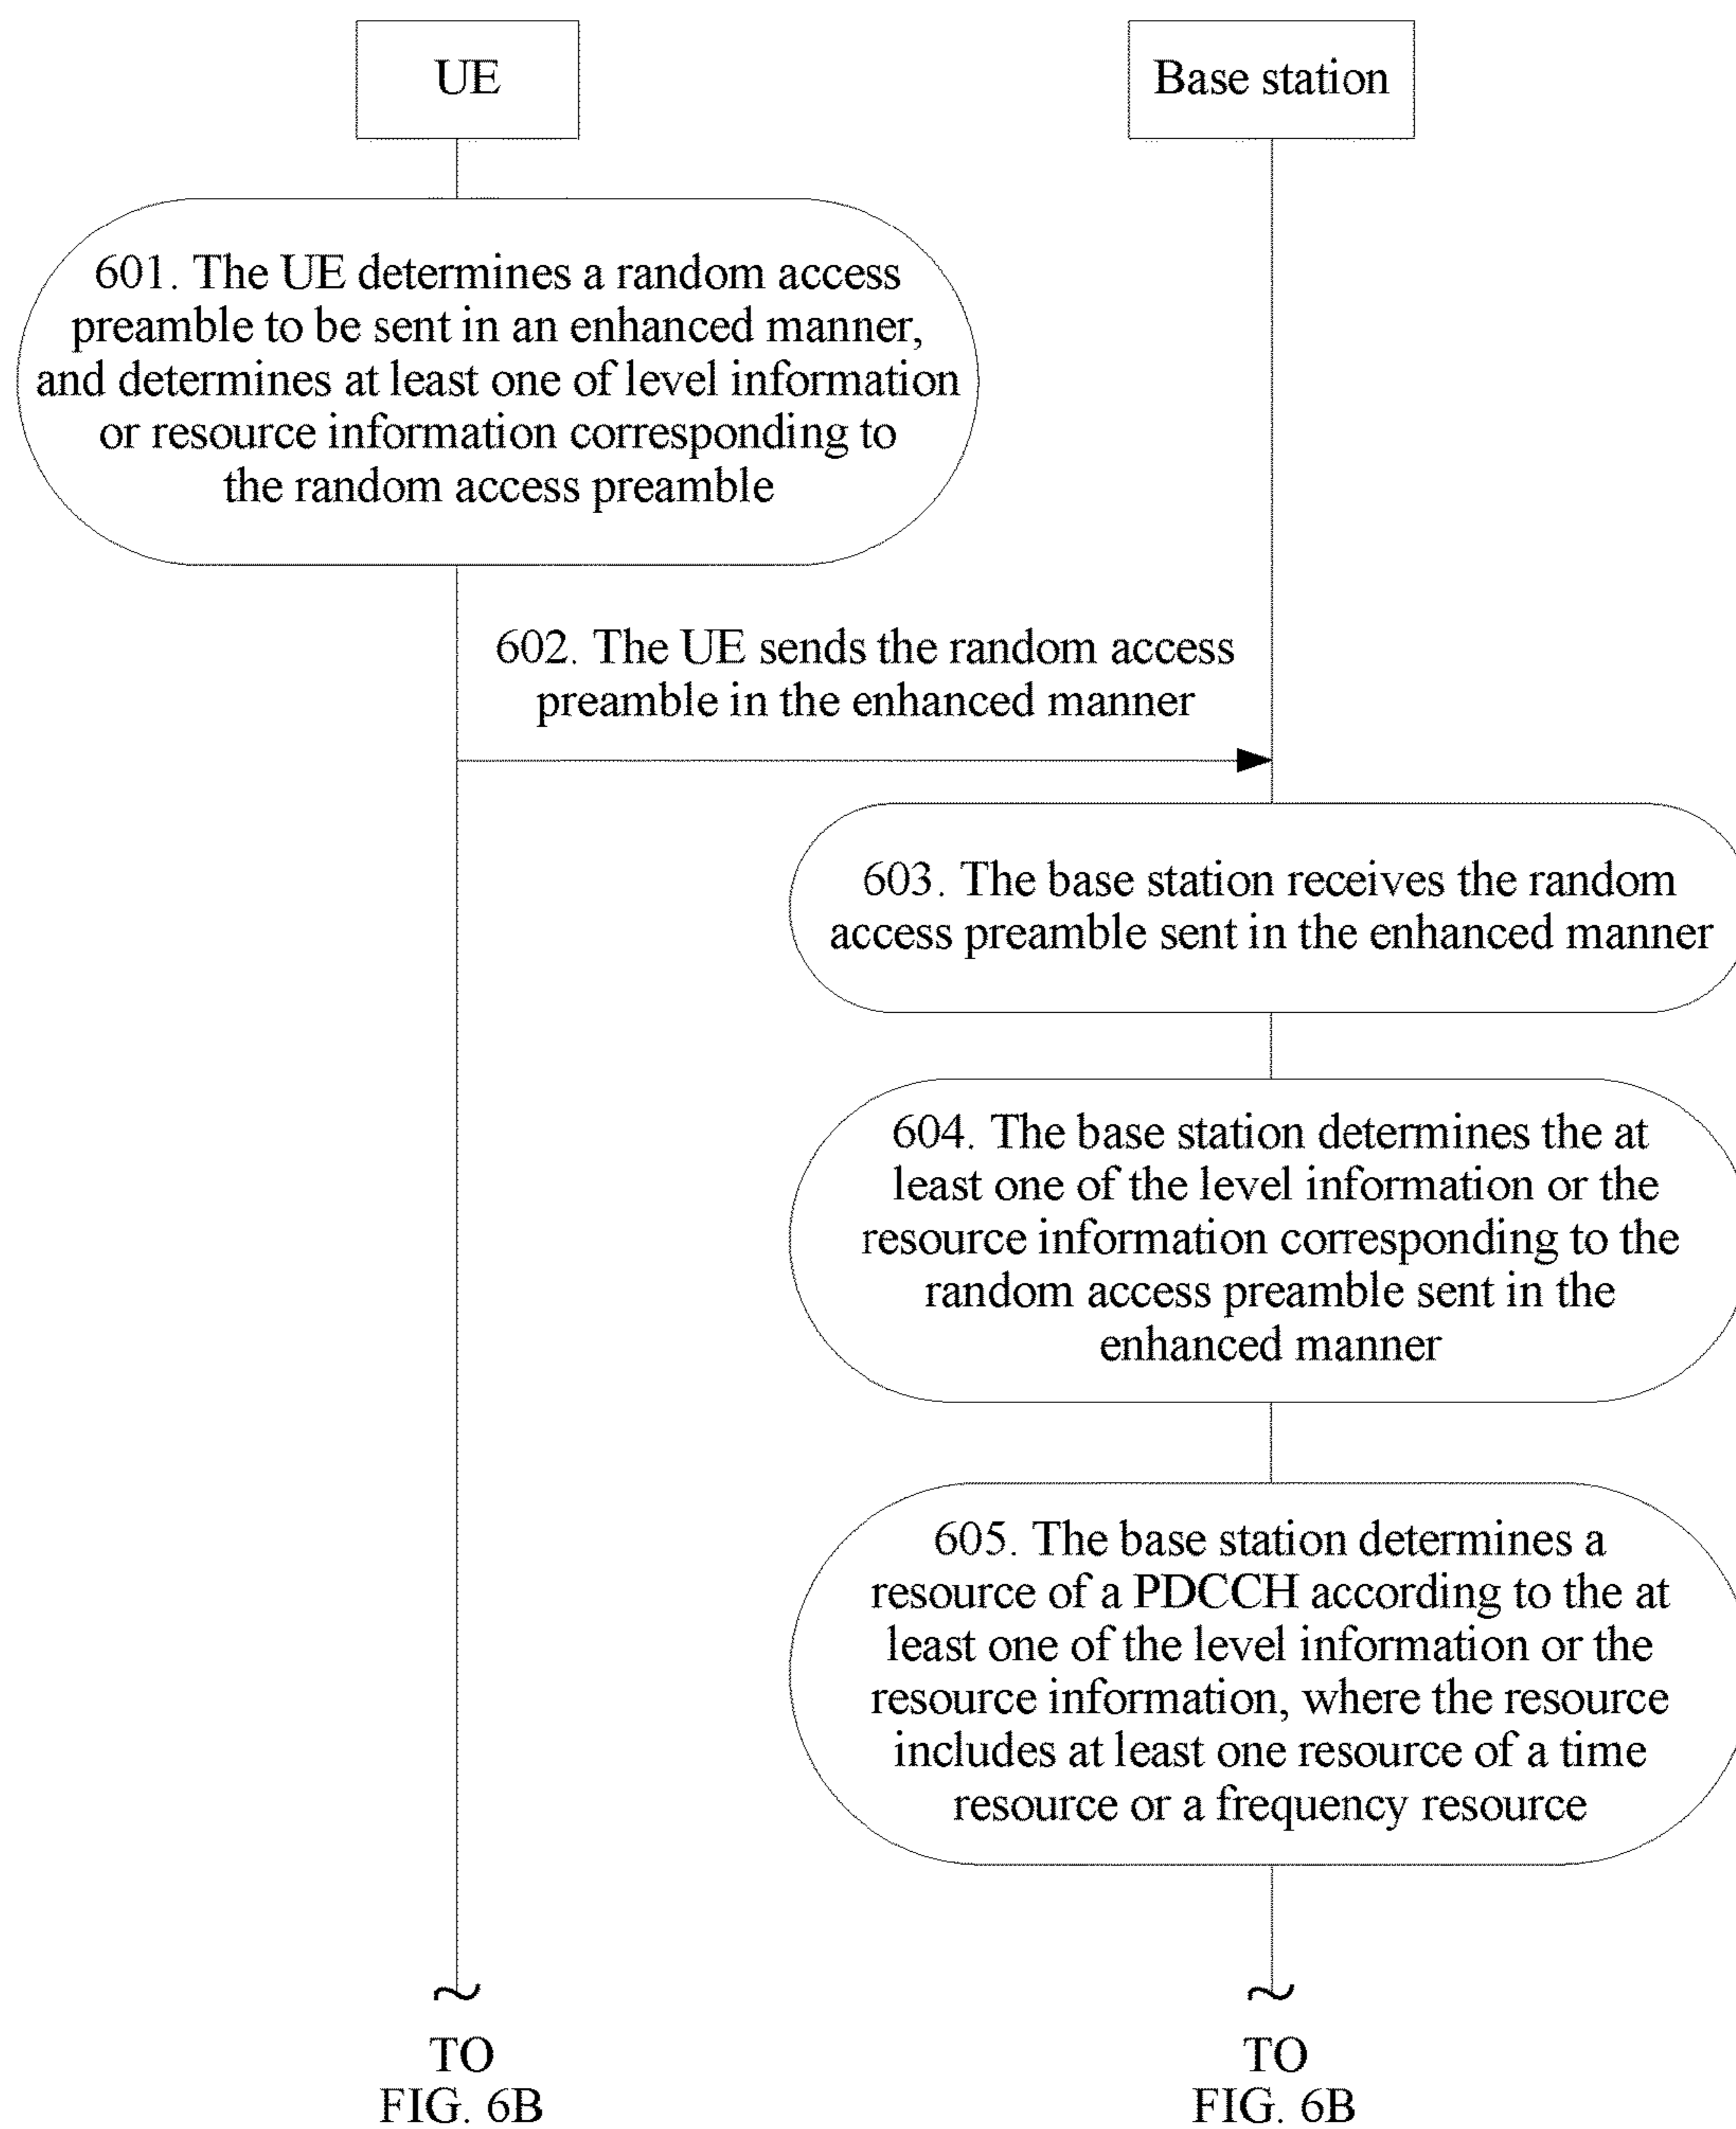 UE
Base station
601. The UE determines a random access
preamble to be sent in an enhanced manner,
and determines at least one of level information
or resource information corresponding to
the random access preamble
602. The UE sends the random access
preamble in the enhanced manner
603. The base station receives the random
access preamble sent in the enhanced manner
604. The base station determines the at
least one of the level information or the
resource information corresponding to the
random access preamble sent in the
enhanced manner
605. The base station determines a
resource of a PDCCH according to the at
least one of the level information or the
resource information, where the resource
includes at least one resource of a time
resource or a frequency resource
TO
FIG. 6B
TO
FIG. 6B